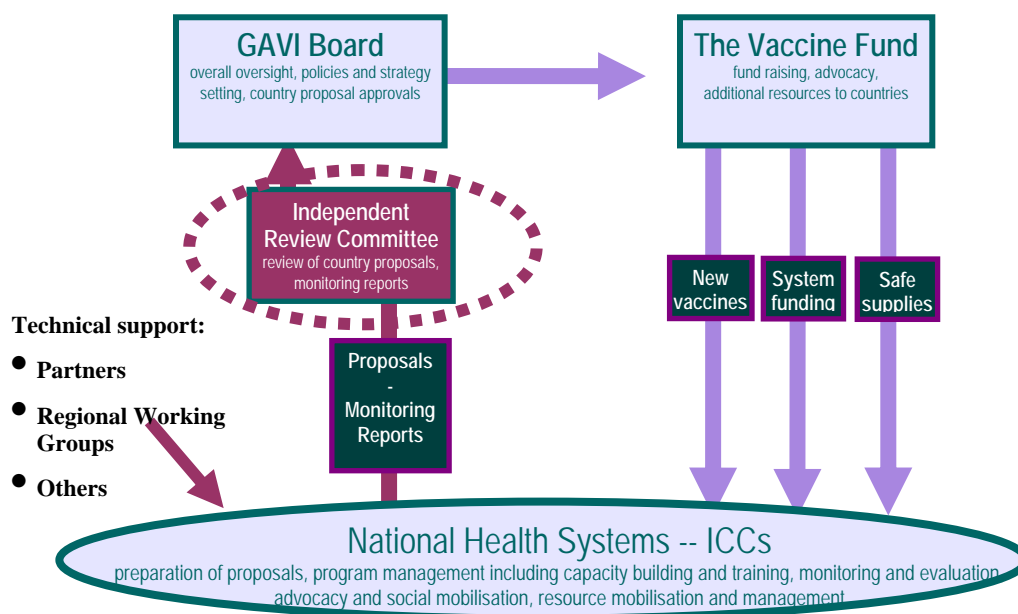 GAVI Board
overall oversight, policies and strategy
setting, country proposal approvals
The Vaccine Fund
fund raising, advocacy,
additional resources to countries
Independent
Review Committee
review of country proposals,
monitoring reports
New
vaccines
System
funding
Safe
supplies
Technical support:
• Partners
• Regional Working
Groups
• Others
Proposals
-
Monitoring
Reports
National Health Systems -- ICCs
preparation of proposals, program management including capacity building and training, monitoring and evaluation
advocacy and social mobilisation, resource mobilisation and management